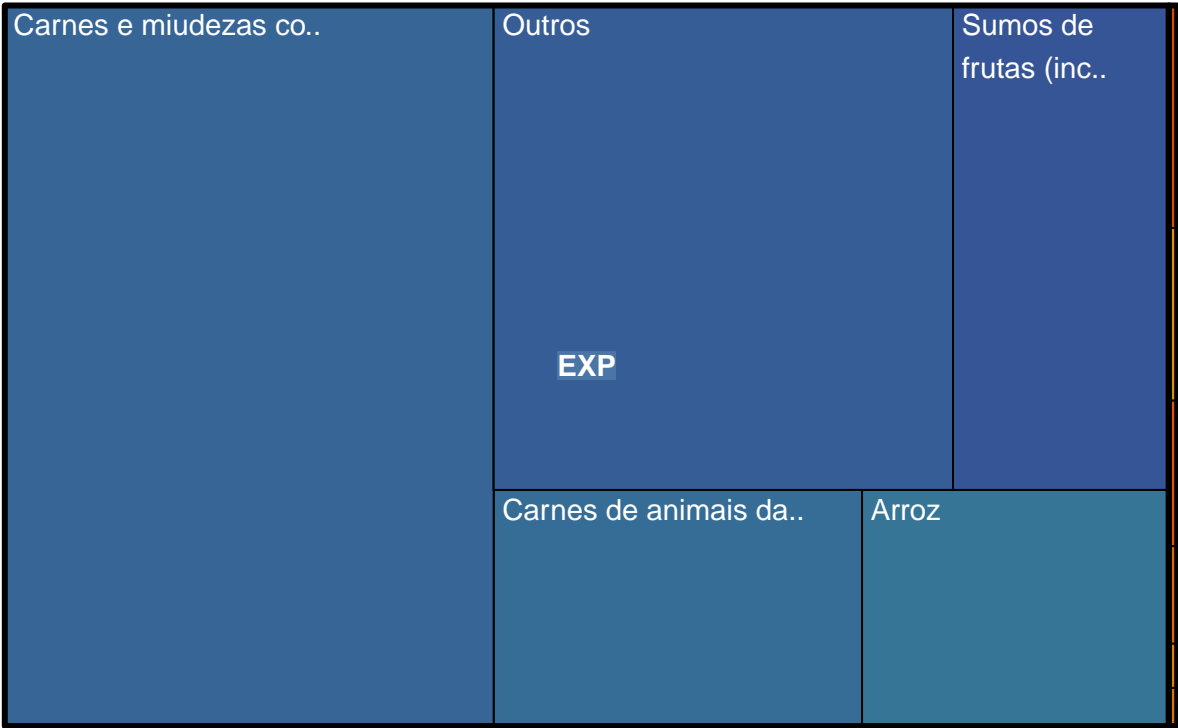 Carnes e miudezas co..
Outros
Sumos de
frutas (inc..
EXP
Carnes de animais da..
Arroz